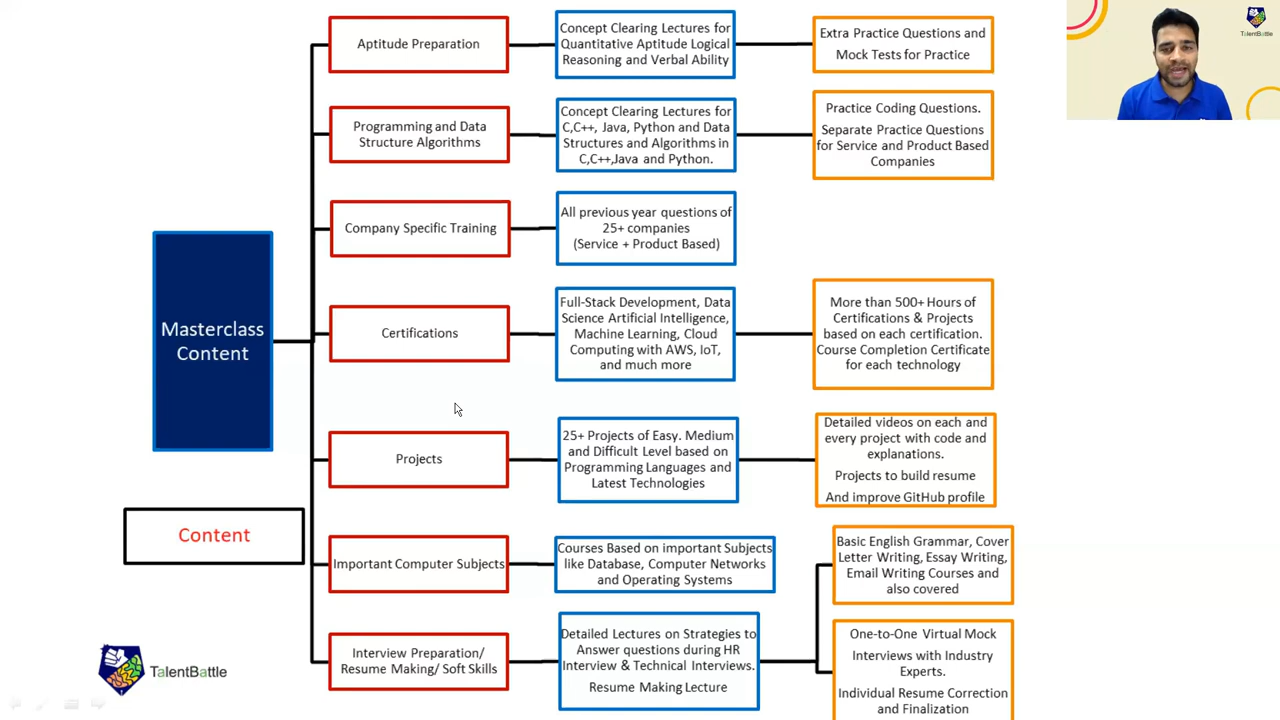 Aptitude Preparation
Concept Clearing Lectures for
Quantitative Aptitude Logical
Reasoning and Verbal Ability
Extra Practice Questions and
Mock Tests for Practice
TalentBattle
Programming and Data
Structure Algorithms
Concept Clearing Lectures for
C,C++, Java, Python and Data
Structures and Algorithms in
C,C++,Java and Python.
Practice Coding Questions.
Separate Practice Questions
for Service and Product Based
Companies
Company Specific Training
All previous year questions of
25+ companies
(Service + Product Based)
Masterclass
Content
Certifications
Full-Stack Development, Data
Science Artificial Intelligence,
Machine Learning, Cloud
Computing with AWS, IoT,
and much more
More than 500+ Hours of
Certifications & Projects
based on each certification.
Course Completion Certificate
for each technology
Projects
25+ Projects of Easy. Medium
and Difficult Level based on
Programming Languages and
Latest Technologies
Detailed videos on each and
every project with code and
explanations.
Projects to build resume
And improve GitHub profile
Content
Important Computer Subjects
Courses Based on important Subjects
like Database, Computer Networks
and Operating Systems
Basic English Grammar, Cover
Letter Writing, Essay Writing,
Email Writing Courses and
also covered
Interview Preparation/
Resume Making/ Soft Skills
Detailed Lectures on Strategies to
Answer questions during HR
Interview & Technical Interviews.
Resume Making Lecture
One-to-One Virtual Mock
Interviews with Industry
Experts.
Individual Resume Correction
and Finalization
TalentBattle